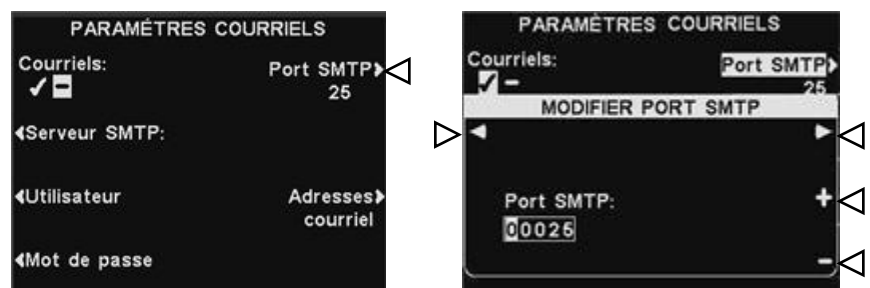 PARAMÉTRES COURRIELS
Courriels:
Port SMTP
25
Serveur SMTP:
Utilisateur
Adresses
courriel
Mot de passe
PARAMÈTRES COURRIELS
Courriels:
Port SMTP
25
MODIFIER PORT SMTP
Port SMTP:
00025
+
-